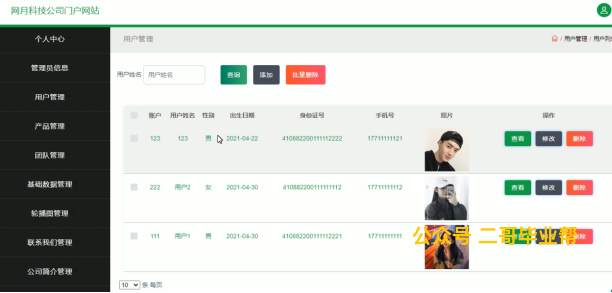 网月科技公司门户网站
个人中心
管理员信息
用户管理
产品管理
团队管理
基础数据管理
轮播图管理
联系我们管理
公司简介管理
用户管理
/ 用户管理 / 用户列
用户姓名 用户姓名 查询 添加 批量删除
账户 用户姓名 性别 出生日期 身份证号 手机号 照片 操作
123 123 男 2021-04-22 410882200111112222 17711111121 查看 修改 删除
222 用户2 女 2021-04-30 410882200111111112 17711111112 查看 修改 删除
111 用户1 男 2021-04-30 410882200111111221 17711111111
公众号 二哥毕业帮
10 条 每页